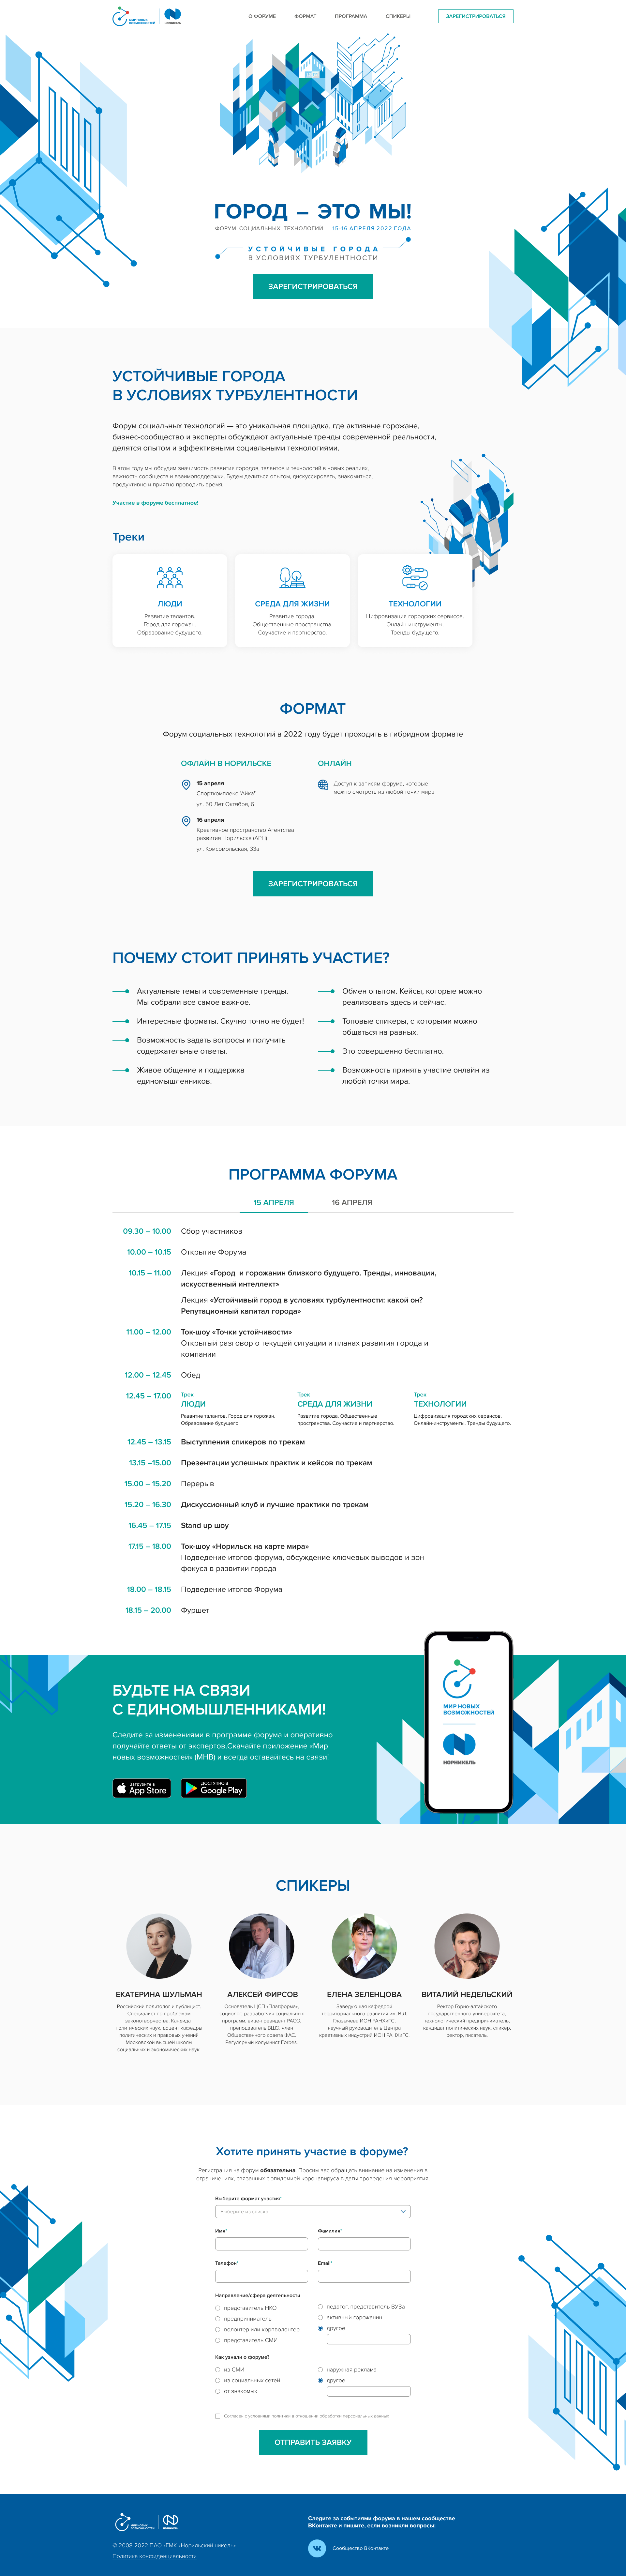 МИР НОВЫХ
ВОЗМОЖНОСТЕЙ
НОРНИКЕЛЬ
О ФОРУМЕ
ФОРМАТ
ПРОГРАММА
СПИКЕРЫ
ЗАРЕГИСТРИРОВАТЬСЯ
ГОРОД – ЭТО МЫ!
ФОРУМ СОЦИАЛЬНЫХ ТЕХНОЛОГИЙ 15-16 АПРЕЛЯ 2022 ГОДА
УСТОЙЧИВЫЕ ГОРОДА
В УСЛОВИЯХ ТУРБУЛЕНТНОСТИ
ЗАРЕГИСТРИРОВАТЬСЯ
УСТОЙЧИВЫЕ ГОРОДА
В УСЛОВИЯХ ТУРБУЛЕНТНОСТИ
Форум социальных технологий — это уникальная площадка, где активные горожане,
бизнес-сообщество и эксперты обсуждают актуальные тренды современной реальности,
делятся опытом и эффективными социальными технологиями.
В этом году мы обсудим значимость развития городов, талантов и технологий в новых реалиях,
важность сообществ и взаимоподдержки. Будем делиться опытом, дискуссировать, знакомиться,
продуктивно и приятно проводить время.
Участие в форуме бесплатное!
Треки
ЛЮДИ
Развитие талантов.
Город для горожан.
Образование будущего.
СРЕДА ДЛЯ ЖИЗНИ
Развитие города.
Общественные пространства.
Соучастие и партнерство.
ТЕХНОЛОГИИ
Цифровизация городских сервисов.
Онлайн-инструменты.
Тренды будущего.
ФОРМАТ
Форум социальных технологий в 2022 году будет проходить в гибридном формате
ОФЛАЙН В НОРИЛЬСКЕ
15 апреля
Спорткомплекс "Айка"
ул. 50 Лет Октября, 6
16 апреля
Креативное пространство Агентства
развития Норильска (АРН)
ул. Комсомольская, 33а
ОНЛАЙН
Доступ к записям форума, которые
можно смотреть из любой точки мира
ЗАРЕГИСТРИРОВАТЬСЯ
ПОЧЕМУ СТОИТ ПРИНЯТЬ УЧАСТИЕ?
Актуальные темы и современные тренды.
Мы собрали все самое важное.
Интересные форматы. Скучно точно не будет!
Возможность задать вопросы и получить
содержательные ответы.
Живое общение и поддержка
единомышленников.
Обмен опытом. Кейсы, которые можно
реализовать здесь и сейчас.
Топовые спикеры, с которыми можно
общаться на равных.
Это совершенно бесплатно.
Возможность принять участие онлайн из
любой точки мира.
ПРОГРАММА ФОРУМА
15 АПРЕЛЯ
16 АПРЕЛЯ
09.30 – 10.00 Сбор участников
10.00 – 10.15 Открытие Форума
10.15 – 11.00 Лекция «Город и горожанин близкого будущего. Тренды, инновации,
искусственный интеллект»
Лекция «Устойчивый город в условиях турбулентности: какой он?
Репутационный капитал города»
11.00 – 12.00 Ток-шоу «Точки устойчивости»
Открытый разговор о текущей ситуации и планах развития города и
компании
12.00 – 12.45 Обед
12.45 – 17.00
Трек
ЛЮДИ
Развитие талантов. Город для горожан.
Образование будущего.
Трек
СРЕДА ДЛЯ ЖИЗНИ
Развитие города. Общественные
пространства. Соучастие и партнерство.
Трек
ТЕХНОЛОГИИ
Цифровизация городских сервисов.
Онлайн-инструменты. Тренды будущего.
12.45 – 13.15 Выступления спикеров по трекам
13.15 –15.00 Презентации успешных практик и кейсов по трекам
15.00 – 15.20 Перерыв
15.20 – 16.30 Дискуссионный клуб и лучшие практики по трекам
16.45 – 17.15 Stand up шоу
17.15 – 18.00 Ток-шоу «Норильск на карте мира»
Подведение итогов форума, обсуждение ключевых выводов и зон
фокуса в развитии города
18.00 – 18.15 Подведение итогов Форума
18.15 – 20.00 Фуршет
БУДЬТЕ НА СВЯЗИ
С ЕДИНОМЫШЛЕННИКАМИ!
Следите за изменениями в программе форума и оперативно
получайте ответы от экспертов.Скачайте приложение «Мир
новых возможностей» (МНВ) и всегда оставайтесь на связи!
Загрузите в
App Store
ДОСТУПНО В
Google Play
МИР НОВЫХ
ВОЗМОЖНОСТЕЙ
НОРНИКЕЛЬ
СПИКЕРЫ
ЕКАТЕРИНА ШУЛЬМАН
Российский политолог и публицист.
Специалист по проблемам
законотворчества. Кандидат
политических наук, доцент кафедры
политических и правовых учений
Московской высшей школы
социальных и экономических наук.
АЛЕКСЕЙ ФИРСОВ
Основатель ЦСП «Платформа»,
социолог, разработчик социальных
программ, вице-президент РАСО,
преподаватель ВШЭ, член
Общественного совета ФАС.
Регулярный колумнист Forbes.
ЕЛЕНА ЗЕЛЕНЦОВА
Заведующая кафедрой
территориального развития им. В.Л.
Глазычева ИОН РАНХиГС,
научный руководитель Центра
креативных индустрий ИОН РАНХиГС.
ВИТАЛИЙ НЕДЕЛЬСКИЙ
Ректор Горно-алтайского
государственного университета,
технологический предприниматель,
кандидат политических наук, спикер,
ректор, писатель.
Хотите принять участие в форуме?
Регистрация на форум обязательна. Просим вас обращать внимание на изменения в
ограничениях, связанных с эпидемией коронавируса в даты проведения мероприятия.
Выберите формат участия*
Выберите из списка
Имя*
Фамилия*
Телефон*
Email*
Направление/сфера деятельности
представитель НКО
предприниматель
волонтер или корпволонтер
представитель СМИ
педагог, представитель ВУЗа
активный горожанин
другое
Как узнали о форуме?
из СМИ
из социальных сетей
от знакомых
наружная реклама
другое
Согласен с условиями политики в отношении обработки персональных данных
ОТПРАВИТЬ ЗАЯВКУ
МИР НОВЫХ
ВОЗМОЖНОСТЕЙ
НОРНИКЕЛЬ
© 2008-2022 ПАО «ГМК «Норильский никель»
Политика конфиденциальности
Следите за событиями форума в нашем сообществе
ВКонтакте и пишите, если возникли вопросы:
Сообщество ВКонтакте